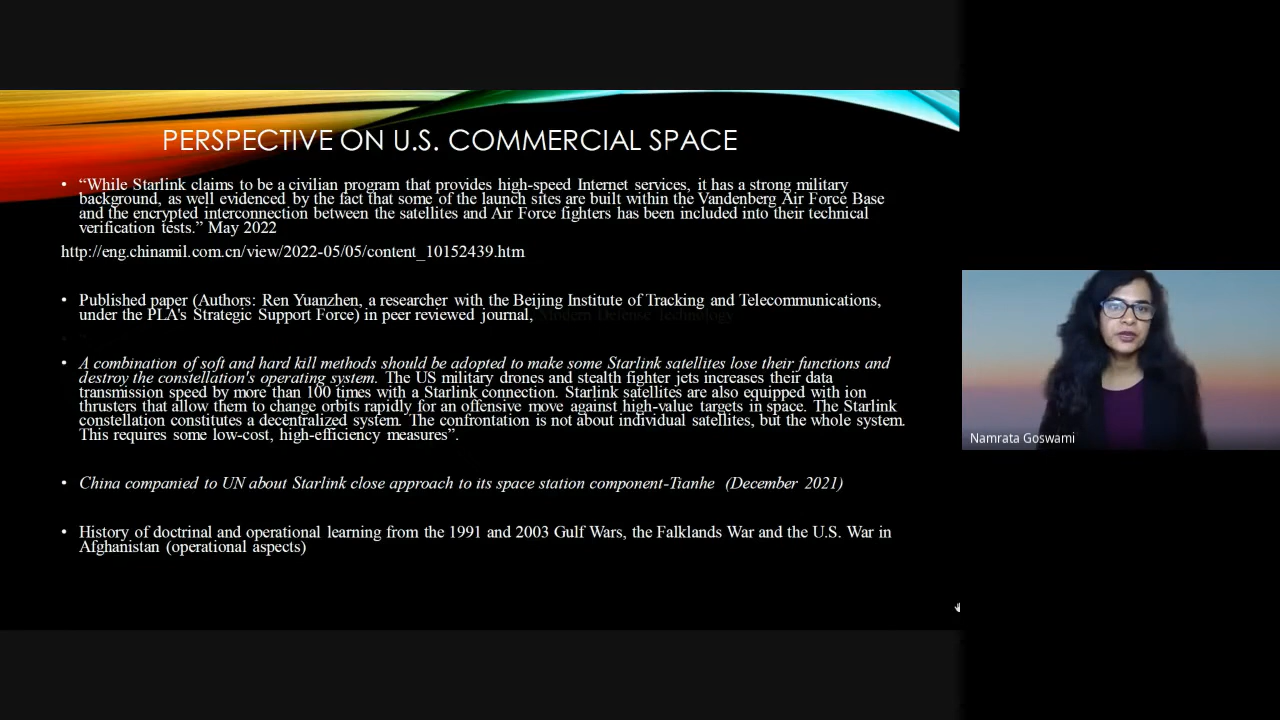 PERSPECTIVE ON U.S. COMMERCIAL SPACE
• “While Starlink claims to be a civilian program that provides high-speed Internet services, it has a strong military
background, as well evidenced by the fact that some of the launch sites are built within the Vandenberg Air Force Base
and the encrypted interconnection between the satellites and Air Force fighters has been included into their technical
verification tests.” May 2022
http://eng.chinamil.com.cn/view/2022-05/05/content_10152439.htm
• Published paper (Authors: Ren Yuanzhen, a researcher with the Beijing Institute of Tracking and Telecommunications,
under the PLA's Strategic Support Force) in peer reviewed journal, Modern Defense Technology
• A combination of soft and hard kill methods should be adopted to make some Starlink satellites lose their functions and
destroy the constellation's operating system. The US military drones and stealth fighter jets increases their data
transmission speed by more than 100 times with a Starlink connection. Starlink satellites are also equipped with ion
thrusters that allow them to change orbits rapidly for an offensive move against high-value targets in space. The Starlink
constellation constitutes a decentralized system. The confrontation is not about individual satellites, but the whole system.
This requires some low-cost, high-efficiency measures”.
• China companied to UN about Starlink close approach to its space station component-Tianhe (December 2021)
• History of doctrinal and operational learning from the 1991 and 2003 Gulf Wars, the Falklands War and the U.S. War in
Afghanistan (operational aspects)
Namrata Goswami